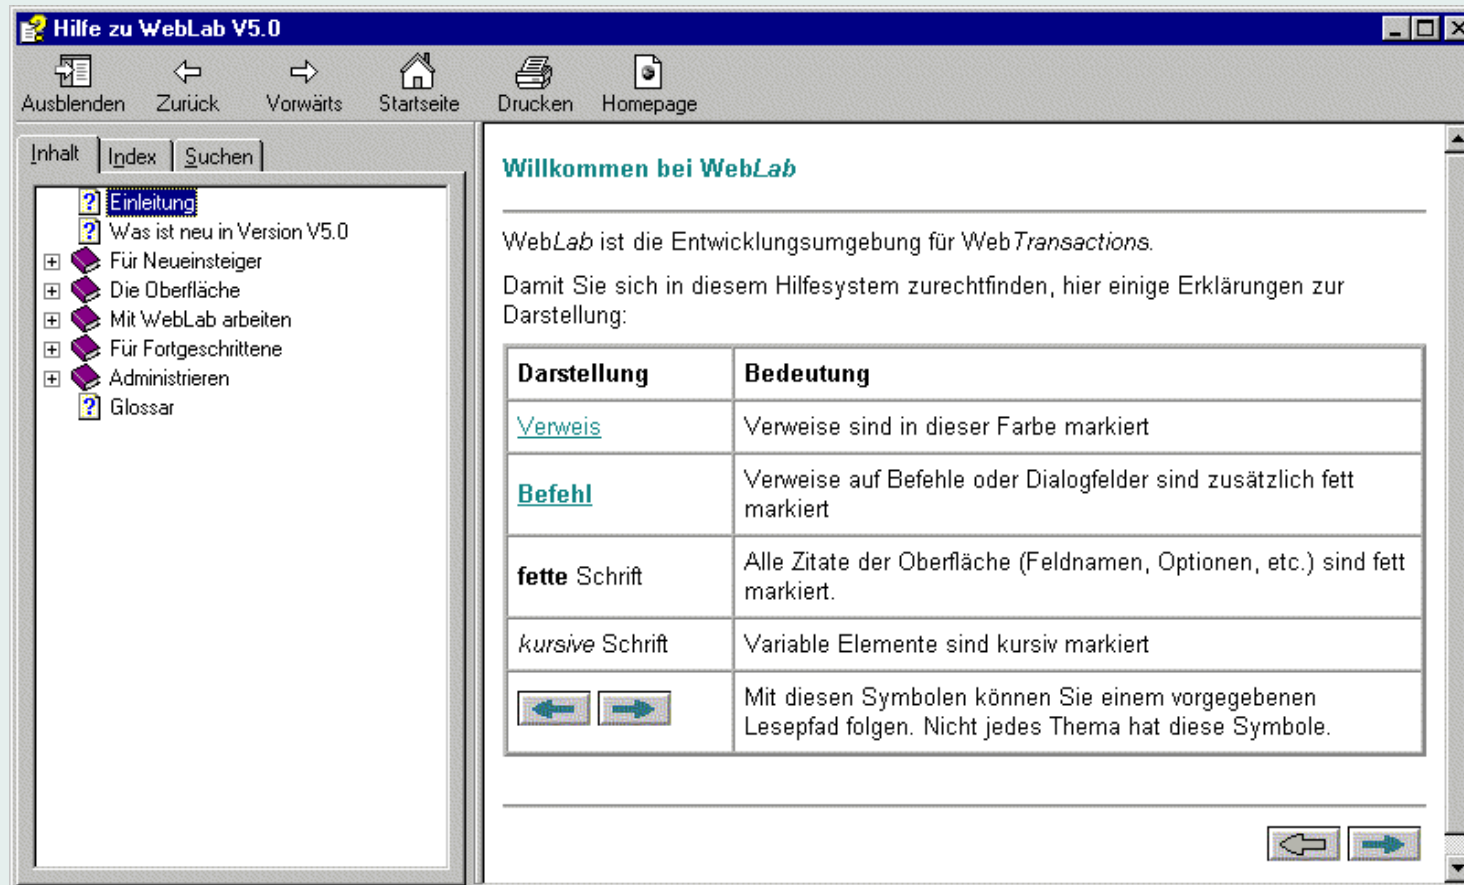 Hilfe zu WebLab V5.0
Ausblenden Zurück Vorwärts Startseite Drucken Homepage
Inhalt Index Suchen
Einleitung
Was ist neu in Version V5.0
Für Neueinsteiger
Die Oberfläche
Mit WebLab arbeiten
Für Fortgeschrittene
Administrieren
Glossar
Willkommen bei WebLab
WebLab ist die Entwicklungsumgebung für WebTransactions.
Damit Sie sich in diesem Hilfesystem zurechtfinden, hier einige Erklärungen zur
Darstellung:
Darstellung Bedeutung
Verweis Verweise sind in dieser Farbe markiert
Befehl Verweise auf Befehle oder Dialogfelder sind zusätzlich fett
markiert
fette Schrift Alle Zitate der Oberfläche (Feldnamen, Optionen, etc.) sind fett
markiert.
kursive Schrift Variable Elemente sind kursiv markiert
Mit diesen Symbolen können Sie einem vorgegebenen
Lesepfad folgen. Nicht jedes Thema hat diese Symbole.